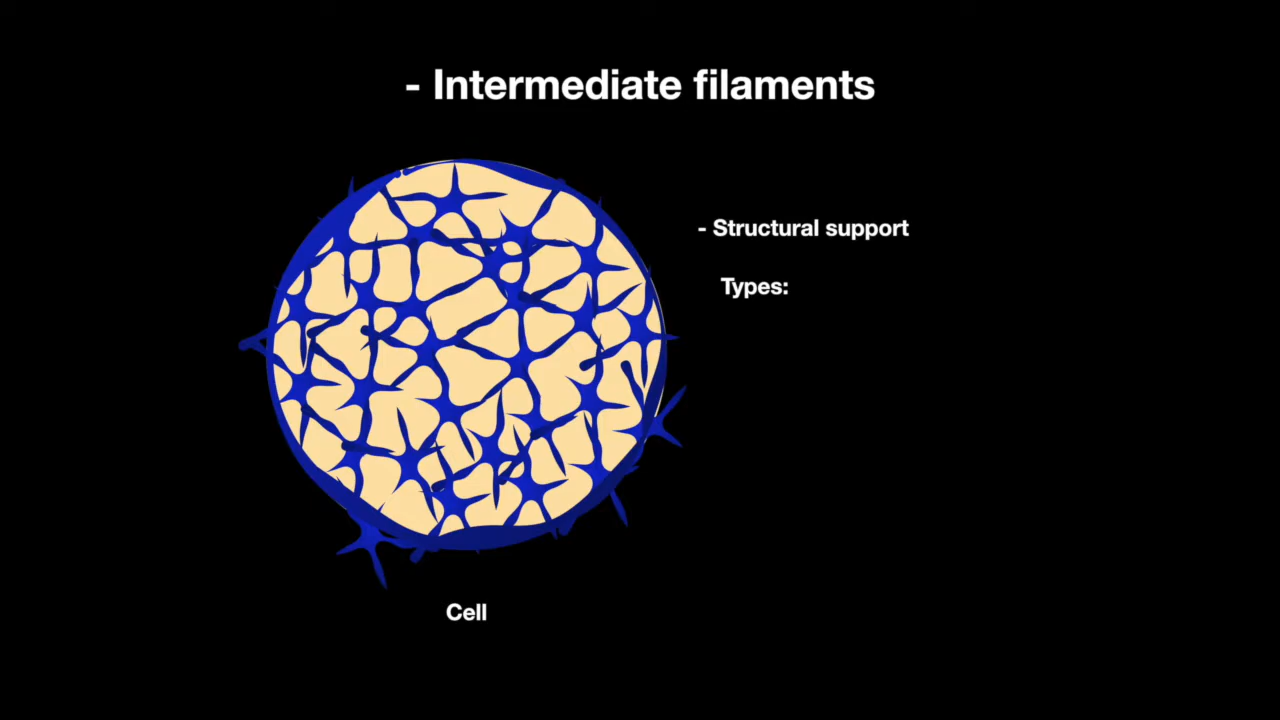 - Intermediate filaments
- Structural support
Types:
Cell